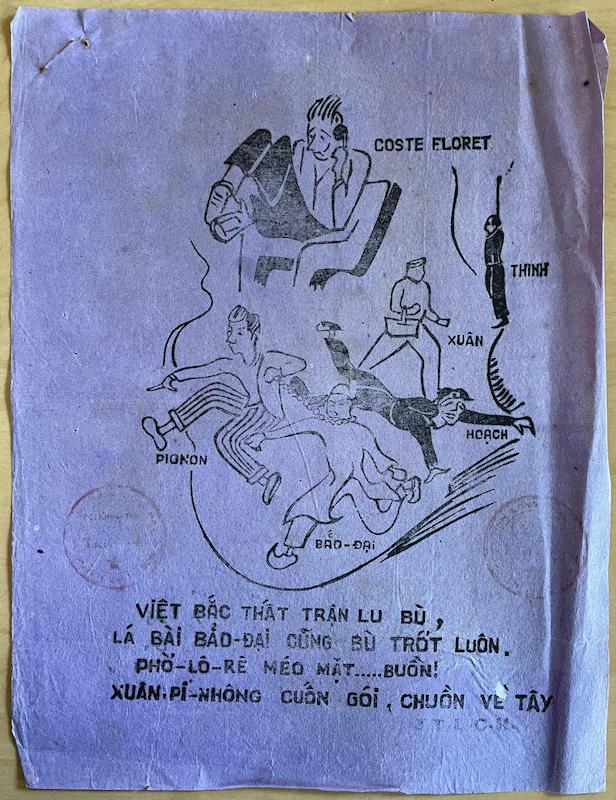 COSTE FLORET
THINH
XUÂN
HOẠCH
PIGNON
BẢO-ĐẠI
VIỆT BẮC THẤT TRẬN LU BÙ,
LÁ BÀI BẢO-ĐẠI CŨNG BÙ TRỚT LUÔN.
PHỜ-LÔ-RÊ MÉO MẶT.....BUỒN!
XUÂN.PI-NHÔNG CUỐN GÓI, CHUỒN VỀ TÂY